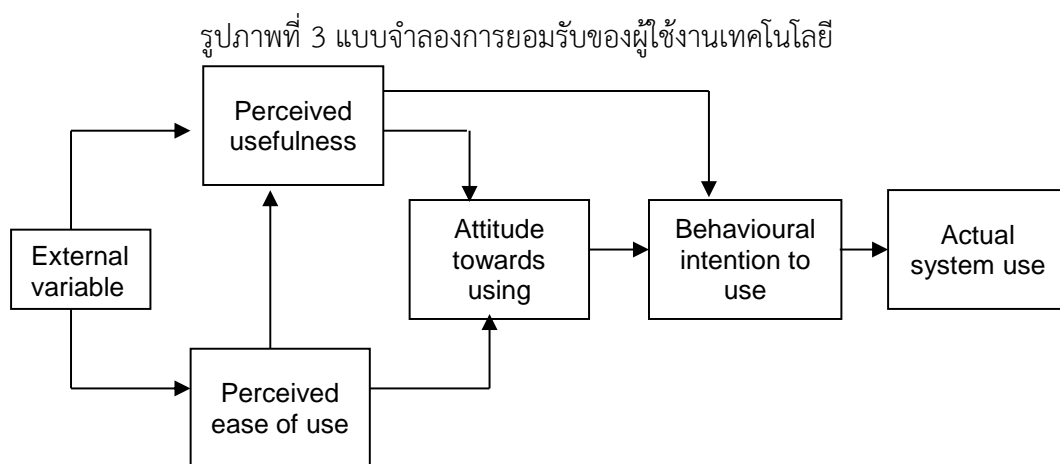 รูปภาพที่ 3 แบบจำลองการยอมรับของผู้ใช้งานเทคโนโลยี
Perceived
usefulness
External
variable
Attitude
towards
using
Behavioural
intention to
use
Actual
system use
Perceived
ease of use